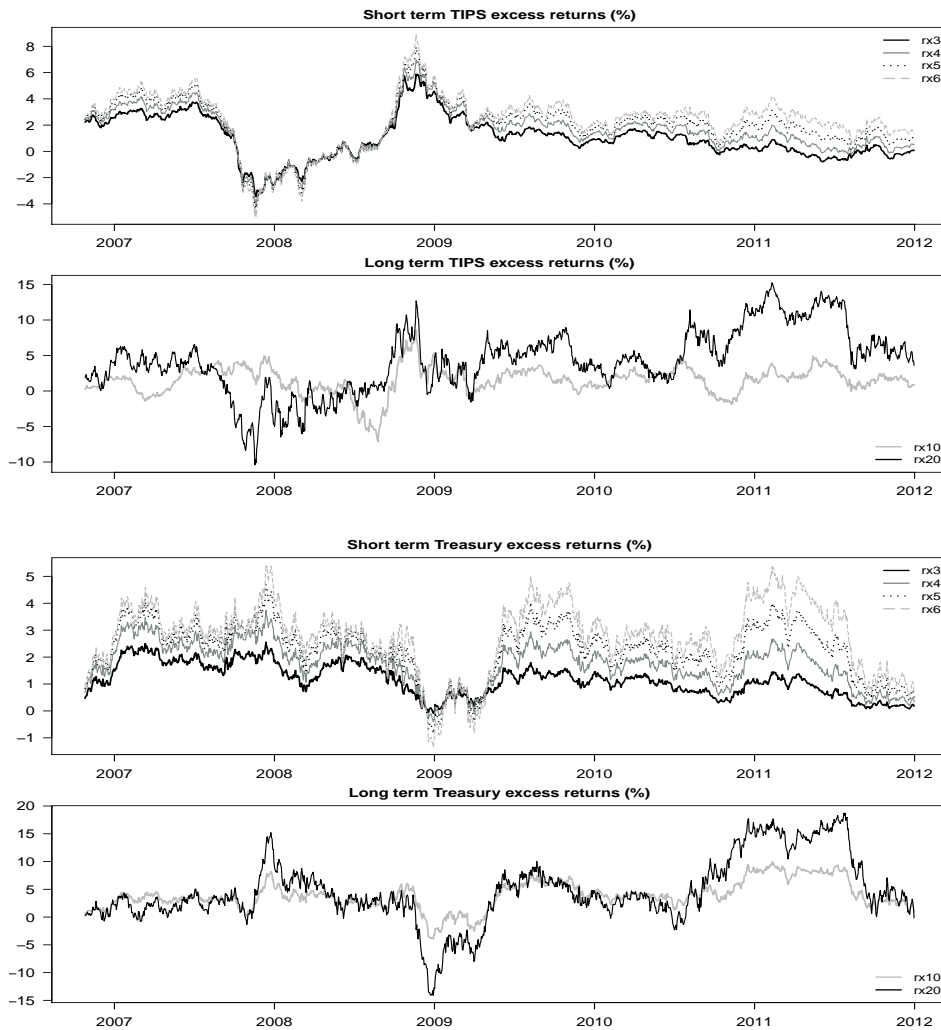 Short term TIPS excess returns (%)
8
6
4
2
0
−2
−4
rx3
rx4
rx5
rx6
2007 2008 2009 2010 2011 2012
Long term TIPS excess returns (%)
15
10
5
0
−5
−10
rx10
rx20
2007 2008 2009 2010 2011 2012
Short term Treasury excess returns (%)
5
4
3
2
1
0
−1
rx3
rx4
rx5
rx6
2007 2008 2009 2010 2011 2012
Long term Treasury excess returns (%)
20
15
10
5
0
−5
−10
−15
rx10
rx20
2007 2008 2009 2010 2011 2012